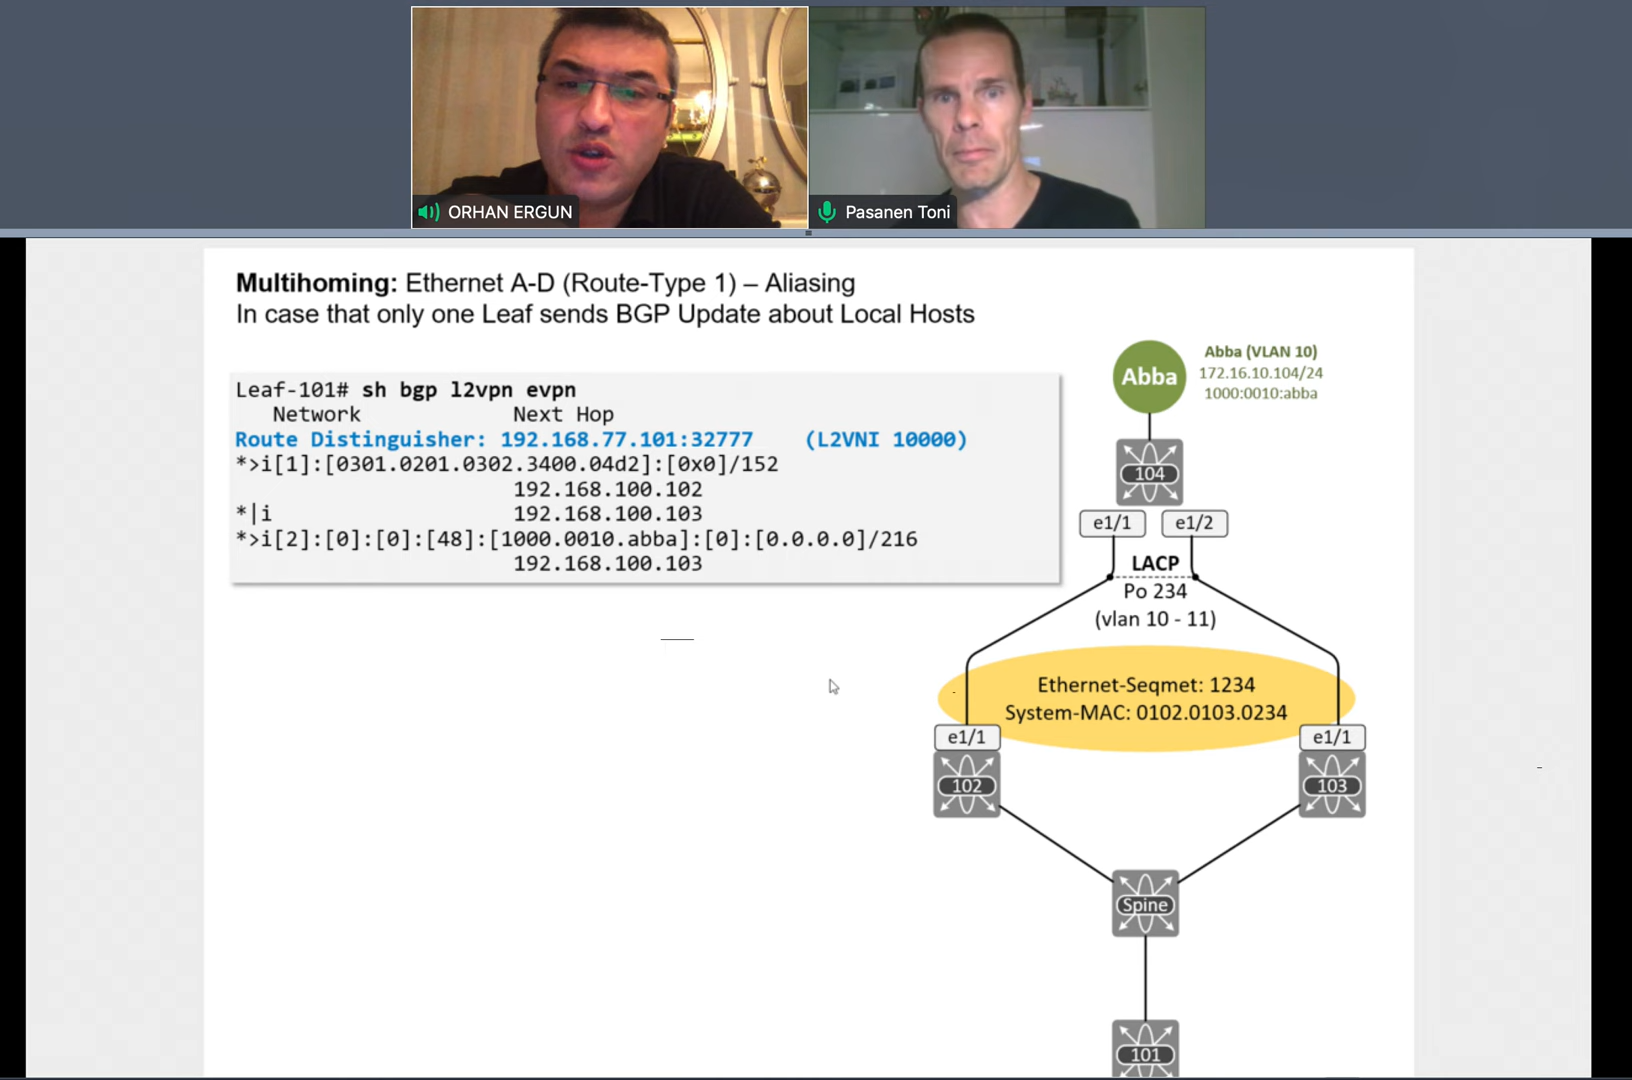 ORHAN ERGUN
Pasanen Toni
Multihoming: Ethernet A-D (Route-Type 1) – Aliasing
In case that only one Leaf sends BGP Update about Local Hosts
Leaf-101# sh bgp l2vpn evpn
Network Next Hop
Route Distinguisher: 192.168.77.101:32777 (L2VNI 10000)
*>i[1]:[0301.0201.0302.3400.04d2]:[0x0]/152
192.168.100.102
*|i 192.168.100.103
*>i[2]:[0]:[0]:[48]:[1000.0010.abba]:[0]:[0.0.0.0]/216
192.168.100.103
Abba
Abba (VLAN 10)
172.16.10.104/24
1000:0010:abba
104
e1/1 e1/2
LACP
Po 234
(vlan 10 - 11)
Ethernet-Seqmet: 1234
System-MAC: 0102.0103.0234
e1/1 e1/1
102 103
Spine
101